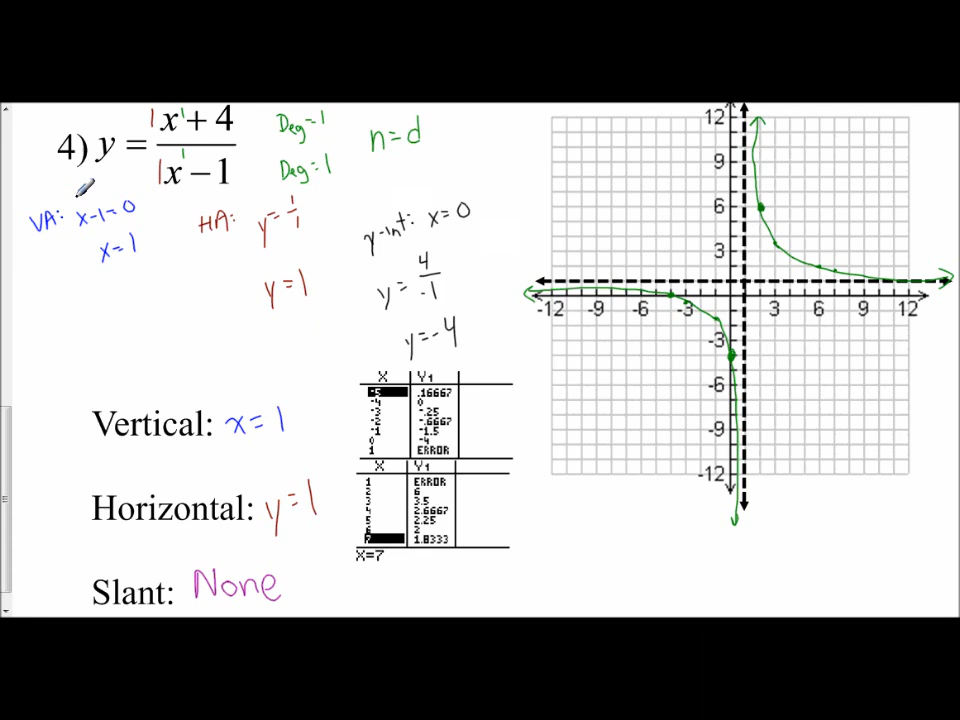 4) y = 1x¹ + 4 / 1x¹ − 1
Deg = 1
Deg = 1
n = d
VA: x-1=0
x=1
HA: y = 1/1
y = 1
y-int: x=0
y = 4/-1
y = -4
Vertical: x = 1
Horizontal: y = 1
Slant: None
X Y1
-5 .16667
-4 0
-3 -.25
-2 -.6667
-1 -1.5
0 -4
1 ERROR
X Y1
1 ERROR
2 6
3 3.5
4 2.6667
5 2.25
6 2
7 1.8333
X=7
12
9
6
3
-12 -9 -6 -3 3 6 9 12
-3
-6
-9
-12